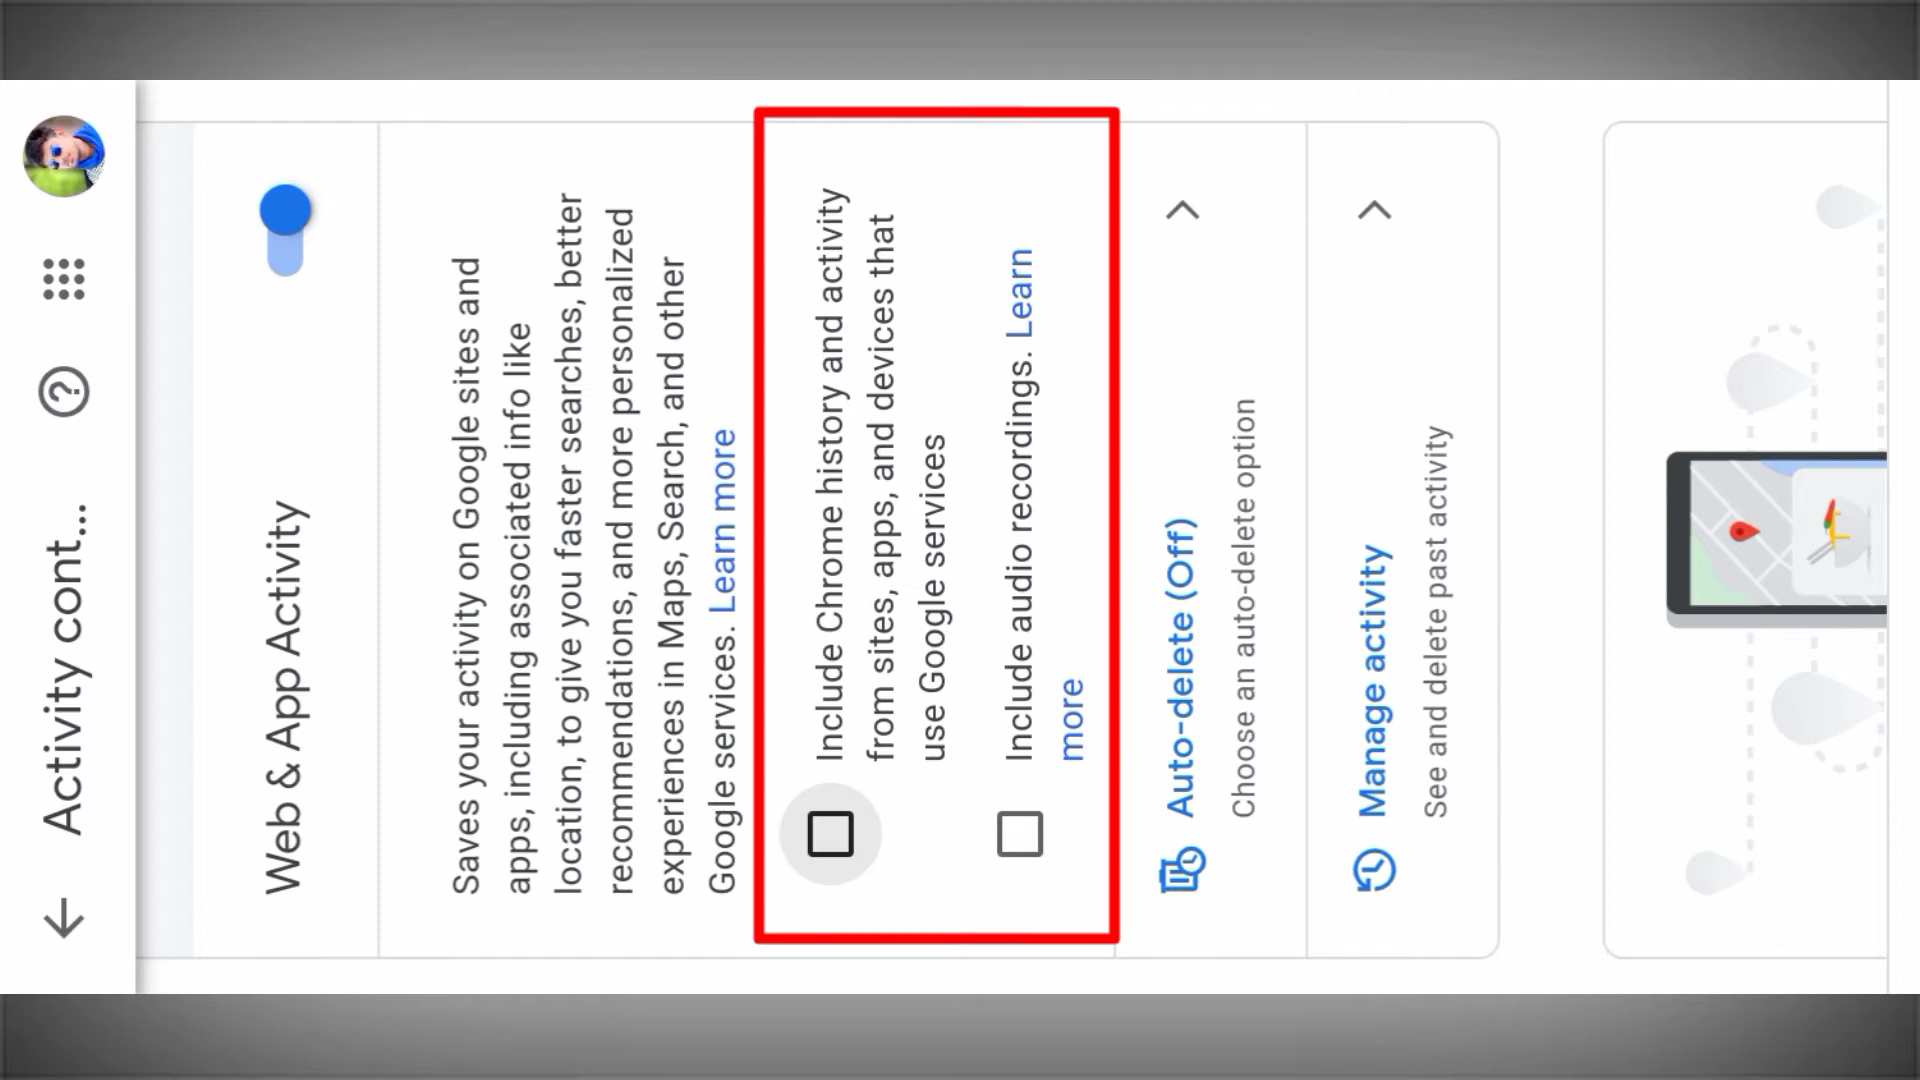 Activity cont...
Web & App Activity
Saves your activity on Google sites and
apps, including associated info like
location, to give you faster searches, better
recommendations, and more personalized
experiences in Maps, Search, and other
Google services. Learn more
Include Chrome history and activity
from sites, apps, and devices that
use Google services
Include audio recordings. Learn
more
Auto-delete (Off)
Choose an auto-delete option
Manage activity
See and delete past activity